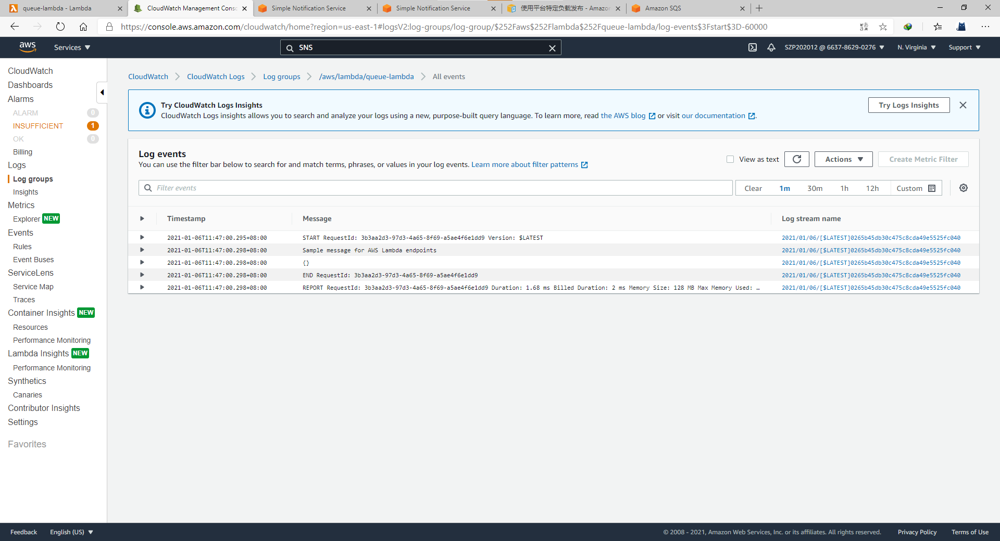 queue-lambda - Lambda
CloudWatch Management Consc
Simple Notification Service
Simple Notification Service
使用平台特定负载发布 - Amazor
Amazon SQS
https://console.aws.amazon.com/cloudwatch/home?region=us-east-1#logsV2:log-groups/log-group/$252Faws$252Flambda$252Fqueue-lambda/log-events$3Fstart$3D-60000
aws
Services
SNS
SZP202012 @ 6637-8629-0276
N. Virginia
Support
CloudWatch
Dashboards
Alarms
ALARM 0
INSUFFICIENT 1
OK 0
Billing
Logs
Log groups
Insights
Metrics
Explorer NEW
Events
Rules
Event Buses
ServiceLens
Service Map
Traces
Container Insights NEW
Resources
Performance Monitoring
Lambda Insights NEW
Performance Monitoring
Synthetics
Canaries
Contributor Insights
Settings
Favorites
CloudWatch CloudWatch Logs Log groups /aws/lambda/queue-lambda All events
Try CloudWatch Logs Insights
CloudWatch Logs insights allows you to search and analyze your logs using a new, purpose-built query language. To learn more, read the AWS blog or visit our documentation .
Try Logs Insights
Log events
You can use the filter bar below to search for and match terms, phrases, or values in your log events. Learn more about filter patterns
View as text
Actions
Create Metric Filter
Filter events
Clear 1m 30m 1h 12h Custom
Timestamp Message Log stream name
2021-01-06T11:47:00.295+08:00 START RequestId: 3b3aa2d3-97d3-4a65-8f69-a5ae4f6e1dd9 Version: $LATEST 2021/01/06/[$LATEST]0265b45db30c475c8cda49e5525fc040
2021-01-06T11:47:00.298+08:00 Sample message for AWS Lambda endpoints 2021/01/06/[$LATEST]0265b45db30c475c8cda49e5525fc040
2021-01-06T11:47:00.298+08:00 {} 2021/01/06/[$LATEST]0265b45db30c475c8cda49e5525fc040
2021-01-06T11:47:00.298+08:00 END RequestId: 3b3aa2d3-97d3-4a65-8f69-a5ae4f6e1dd9 2021/01/06/[$LATEST]0265b45db30c475c8cda49e5525fc040
2021-01-06T11:47:00.298+08:00 REPORT RequestId: 3b3aa2d3-97d3-4a65-8f69-a5ae4f6e1dd9 Duration: 1.68 ms Billed Duration: 2 ms Memory Size: 128 MB Max Memory Used: … 2021/01/06/[$LATEST]0265b45db30c475c8cda49e5525fc040
Feedback English (US)
© 2008 - 2021, Amazon Web Services, Inc. or its affiliates. All rights reserved. Privacy Policy Terms of Use